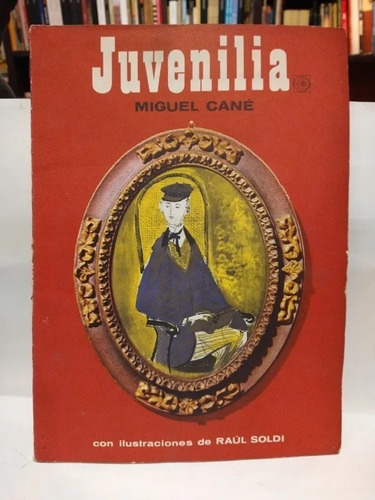 Juvenilia
MIGUEL CANÉ
con ilustraciones de RAÚL SOLDI